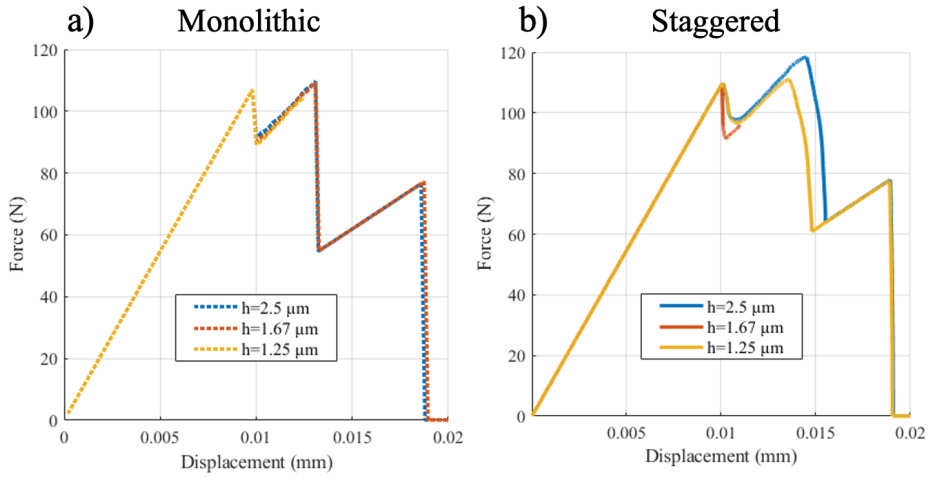 a) Monolithic
120
100
80
60
40
20
0
Force (N)
h=2.5 µm
h=1.67 µm
h=1.25 µm
0 0.005 0.01 0.015 0.02
Displacement (mm)
b) Staggered
120
100
80
60
40
20
0
Force (N)
h=2.5 µm
h=1.67 µm
h=1.25 µm
0.005 0.01 0.015 0.02
Displacement (mm)